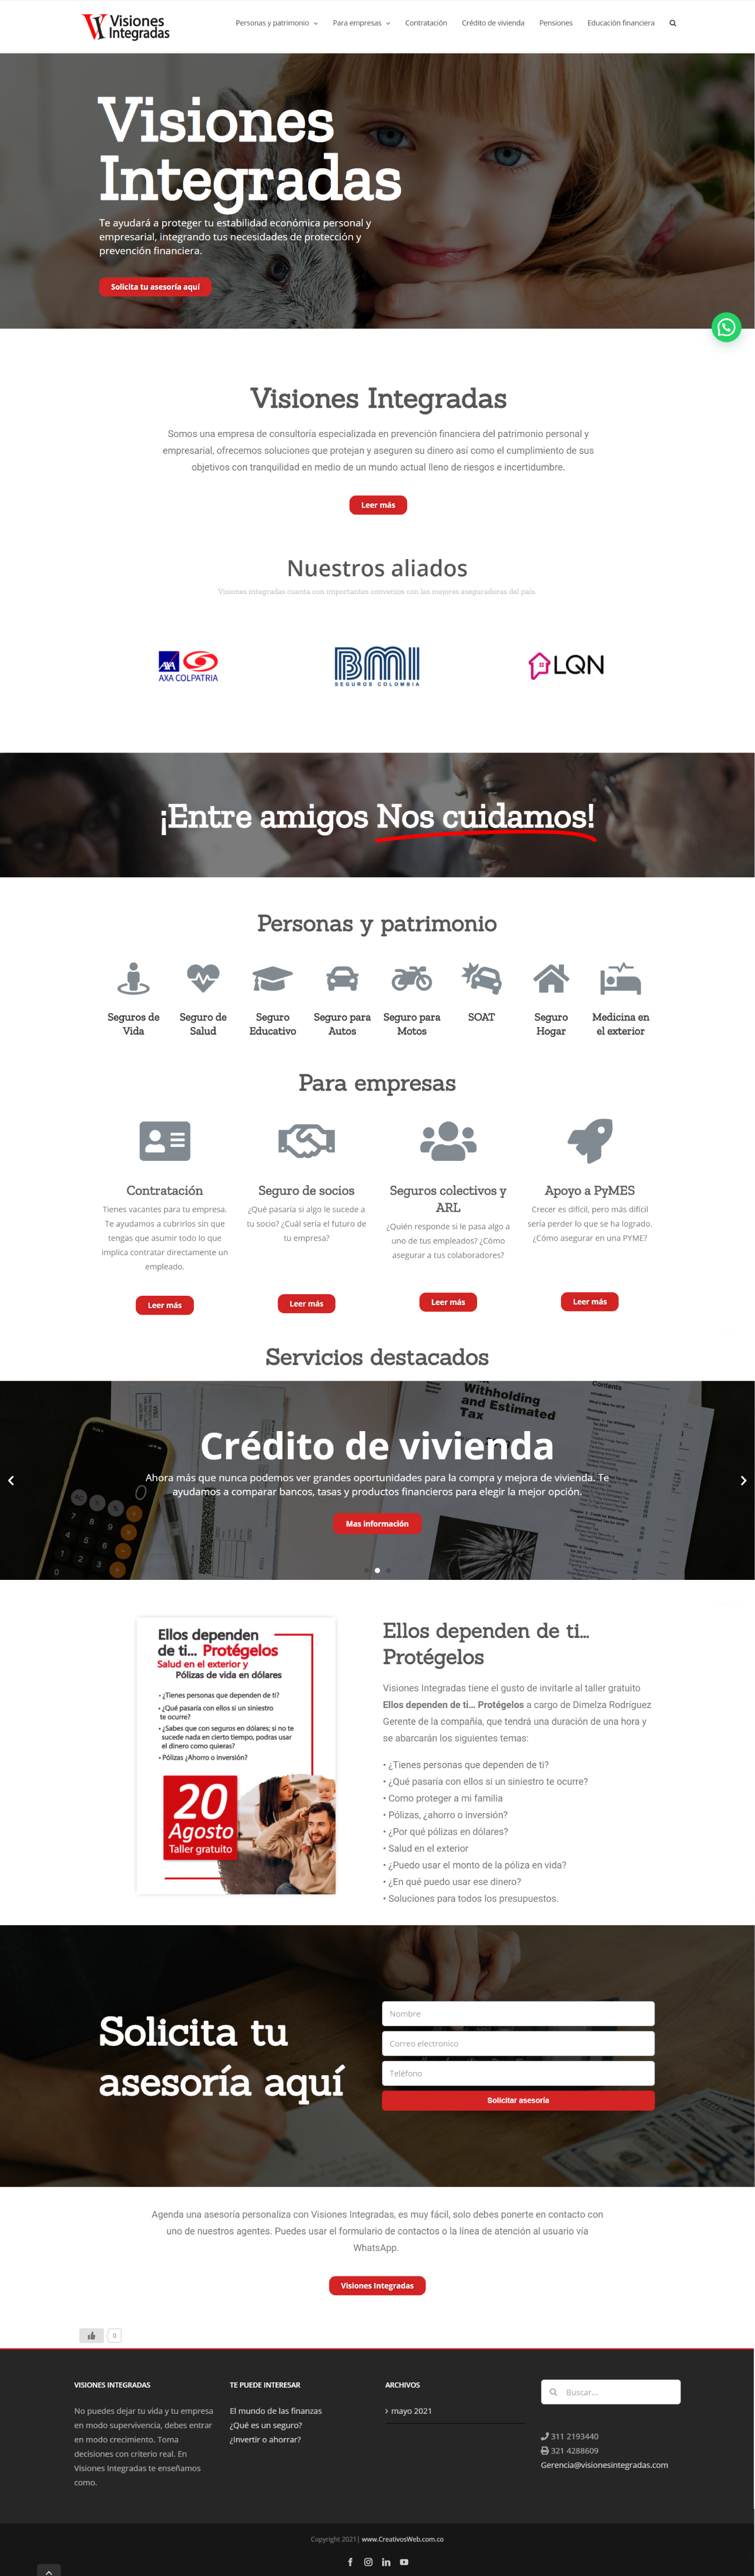 Visiones
Integradas
Personas y patrimonio
Para empresas
Contratación
Crédito de vivienda
Pensiones
Educación financiera
Visiones
Integradas
Te ayudará a proteger tu estabilidad económica personal y
empresarial, integrando tus necesidades de protección y
prevención financiera.
Solicita tu asesoría aquí
Visiones Integradas
Somos una empresa de consultoría especializada en prevención financiera del patrimonio personal y
empresarial, ofrecemos soluciones que protejan y aseguren su dinero así como el cumplimiento de sus
objetivos con tranquilidad en medio de un mundo actual lleno de riesgos e incertidumbre.
Leer más
Nuestros aliados
Visiones integradas cuenta con importantes convenios con las mejores aseguradoras del país.
AXA
AXA COLPATRIA
BMI
SEGUROS COLOMBIA
LQN
¡Entre amigos Nos cuidamos!
Personas y patrimonio
Seguros de
Vida
Seguro de
Salud
Seguro
Educativo
Seguro para
Autos
Seguro para
Motos
SOAT
Seguro
Hogar
Medicina en
el exterior
Para empresas
Contratación
Tienes vacantes para tu empresa.
Te ayudamos a cubrirlos sin que
tengas que asumir todo lo que
implica contratar directamente un
empleado.
Leer más
Seguro de socios
¿Qué pasaría si algo le sucede a
tu socio? ¿Cuál sería el futuro de
tu empresa?
Leer más
Seguros colectivos y
ARL
¿Quién responde si le pasa algo a
uno de tus empleados? ¿Cómo
asegurar a tus colaboradores?
Leer más
Apoyo a PyMES
Crecer es difícil, pero más difícil
sería perder lo que se ha logrado.
¿Cómo asegurar en una PYME?
Leer más
Servicios destacados
Withholding
and Estimated
Tax
Contents
Crédito de vivienda
Ahora más que nunca podemos ver grandes oportunidades para la compra y mejora de vivienda. Te
ayudamos a comparar bancos, tasas y productos financieros para elegir la mejor opción.
Mas información
Ellos dependen
de ti... Protégelos
Salud en el exterior y
Pólizas de vida en dólares
• ¿Tienes personas que dependen de ti?
• ¿Qué pasaría con ellos si un siniestro
te ocurre?
• ¿Sabes que con seguros en dólares; si no te
sucede nada en cierto tiempo, podras usar
el dinero como quieras?
• Pólizas ¿Ahorro o inversión?
20
Agosto
Taller gratuito
Ellos dependen de ti...
Protégelos
Visiones Integradas tiene el gusto de invitarle al taller gratuito
Ellos dependen de ti... Protégelos a cargo de Dimelza Rodríguez
Gerente de la compañía, que tendrá una duración de una hora y
se abarcarán los siguientes temas:
• ¿Tienes personas que dependen de ti?
• ¿Qué pasaría con ellos si un siniestro te ocurre?
• Como proteger a mi familia
• Pólizas, ¿ahorro o inversión?
• ¿Por qué pólizas en dólares?
• Salud en el exterior
• ¿Puedo usar el monto de la póliza en vida?
• ¿En qué puedo usar ese dinero?
• Soluciones para todos los presupuestos.
Solicita tu
asesoría aquí
Nombre
Correo electronico
Teléfono
Solicitar asesoría
Agenda una asesoría personaliza con Visiones Integradas, es muy fácil, solo debes ponerte en contacto con
uno de nuestros agentes. Puedes usar el formulario de contactos o la línea de atención al usuario vía
WhatsApp.
Visiones Integradas
0
VISIONES INTEGRADAS
No puedes dejar tu vida y tu empresa
en modo supervivencia, debes entrar
en modo crecimiento. Toma
decisiones con criterio real. En
Visiones Integradas te enseñamos
como.
TE PUEDE INTERESAR
El mundo de las finanzas
¿Qué es un seguro?
¿Invertir o ahorrar?
ARCHIVOS
mayo 2021
Buscar...
311 2193440
321 4288609
Gerencia@visionesintegradas.com
Copyright 2021| www.CreativosWeb.com.co